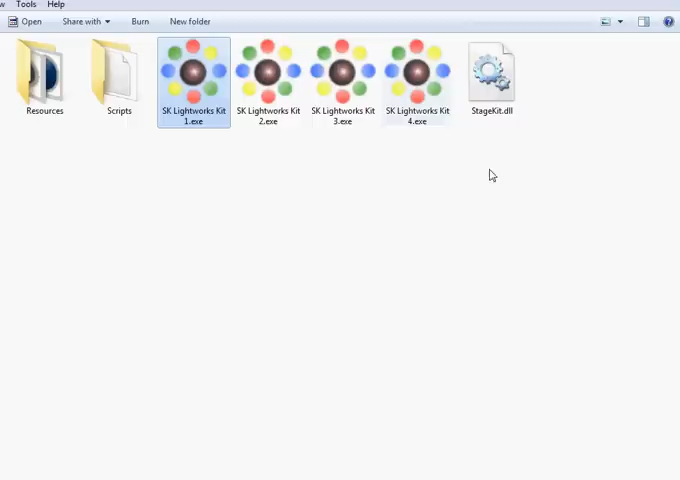 w Tools Help
Open Share with Burn New folder
Resources
Scripts
SK Lightworks Kit
1.exe
SK Lightworks Kit
2.exe
SK Lightworks Kit
3.exe
SK Lightworks Kit
4.exe
StageKit.dll